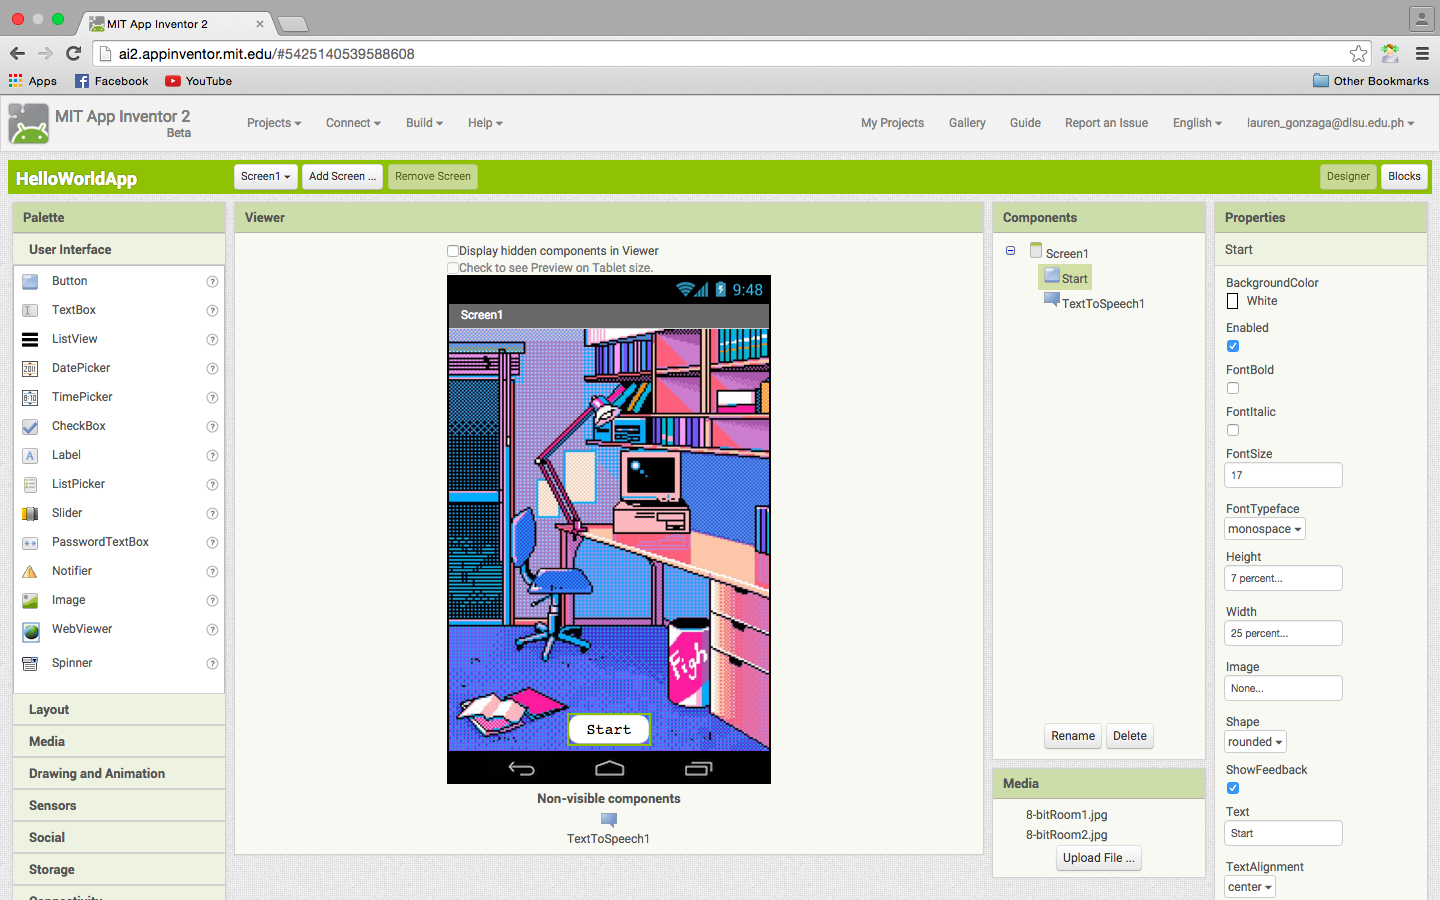 MIT App Inventor 2
ai2.appinventor.mit.edu/#5425140539588608
Apps Facebook YouTube Other Bookmarks
MIT App Inventor 2
Beta
Projects Connect Build Help My Projects Gallery Guide Report an Issue English lauren_gonzaga@dlsu.edu.ph
HelloWorldApp Screen1 Add Screen ... Remove Screen Designer Blocks
Palette
User Interface
Button ?
TextBox ?
ListView ?
DatePicker ?
TimePicker ?
CheckBox ?
Label ?
ListPicker ?
Slider ?
PasswordTextBox ?
Notifier ?
Image ?
WebViewer ?
Spinner ?
Layout
Media
Drawing and Animation
Sensors
Social
Storage
Connectivity
Viewer
Display hidden components in Viewer
Check to see Preview on Tablet size.
9:48
Screen1
Figh
Start
Non-visible components
TextToSpeech1
Components
Screen1
Start
TextToSpeech1
Rename Delete
Media
8-bitRoom1.jpg
8-bitRoom2.jpg
Upload File ...
Properties
Start
BackgroundColor
White
Enabled
FontBold
FontItalic
FontSize
17
FontTypeface
monospace
Height
7 percent...
Width
25 percent...
Image
None...
Shape
rounded
ShowFeedback
Text
Start
TextAlignment
center